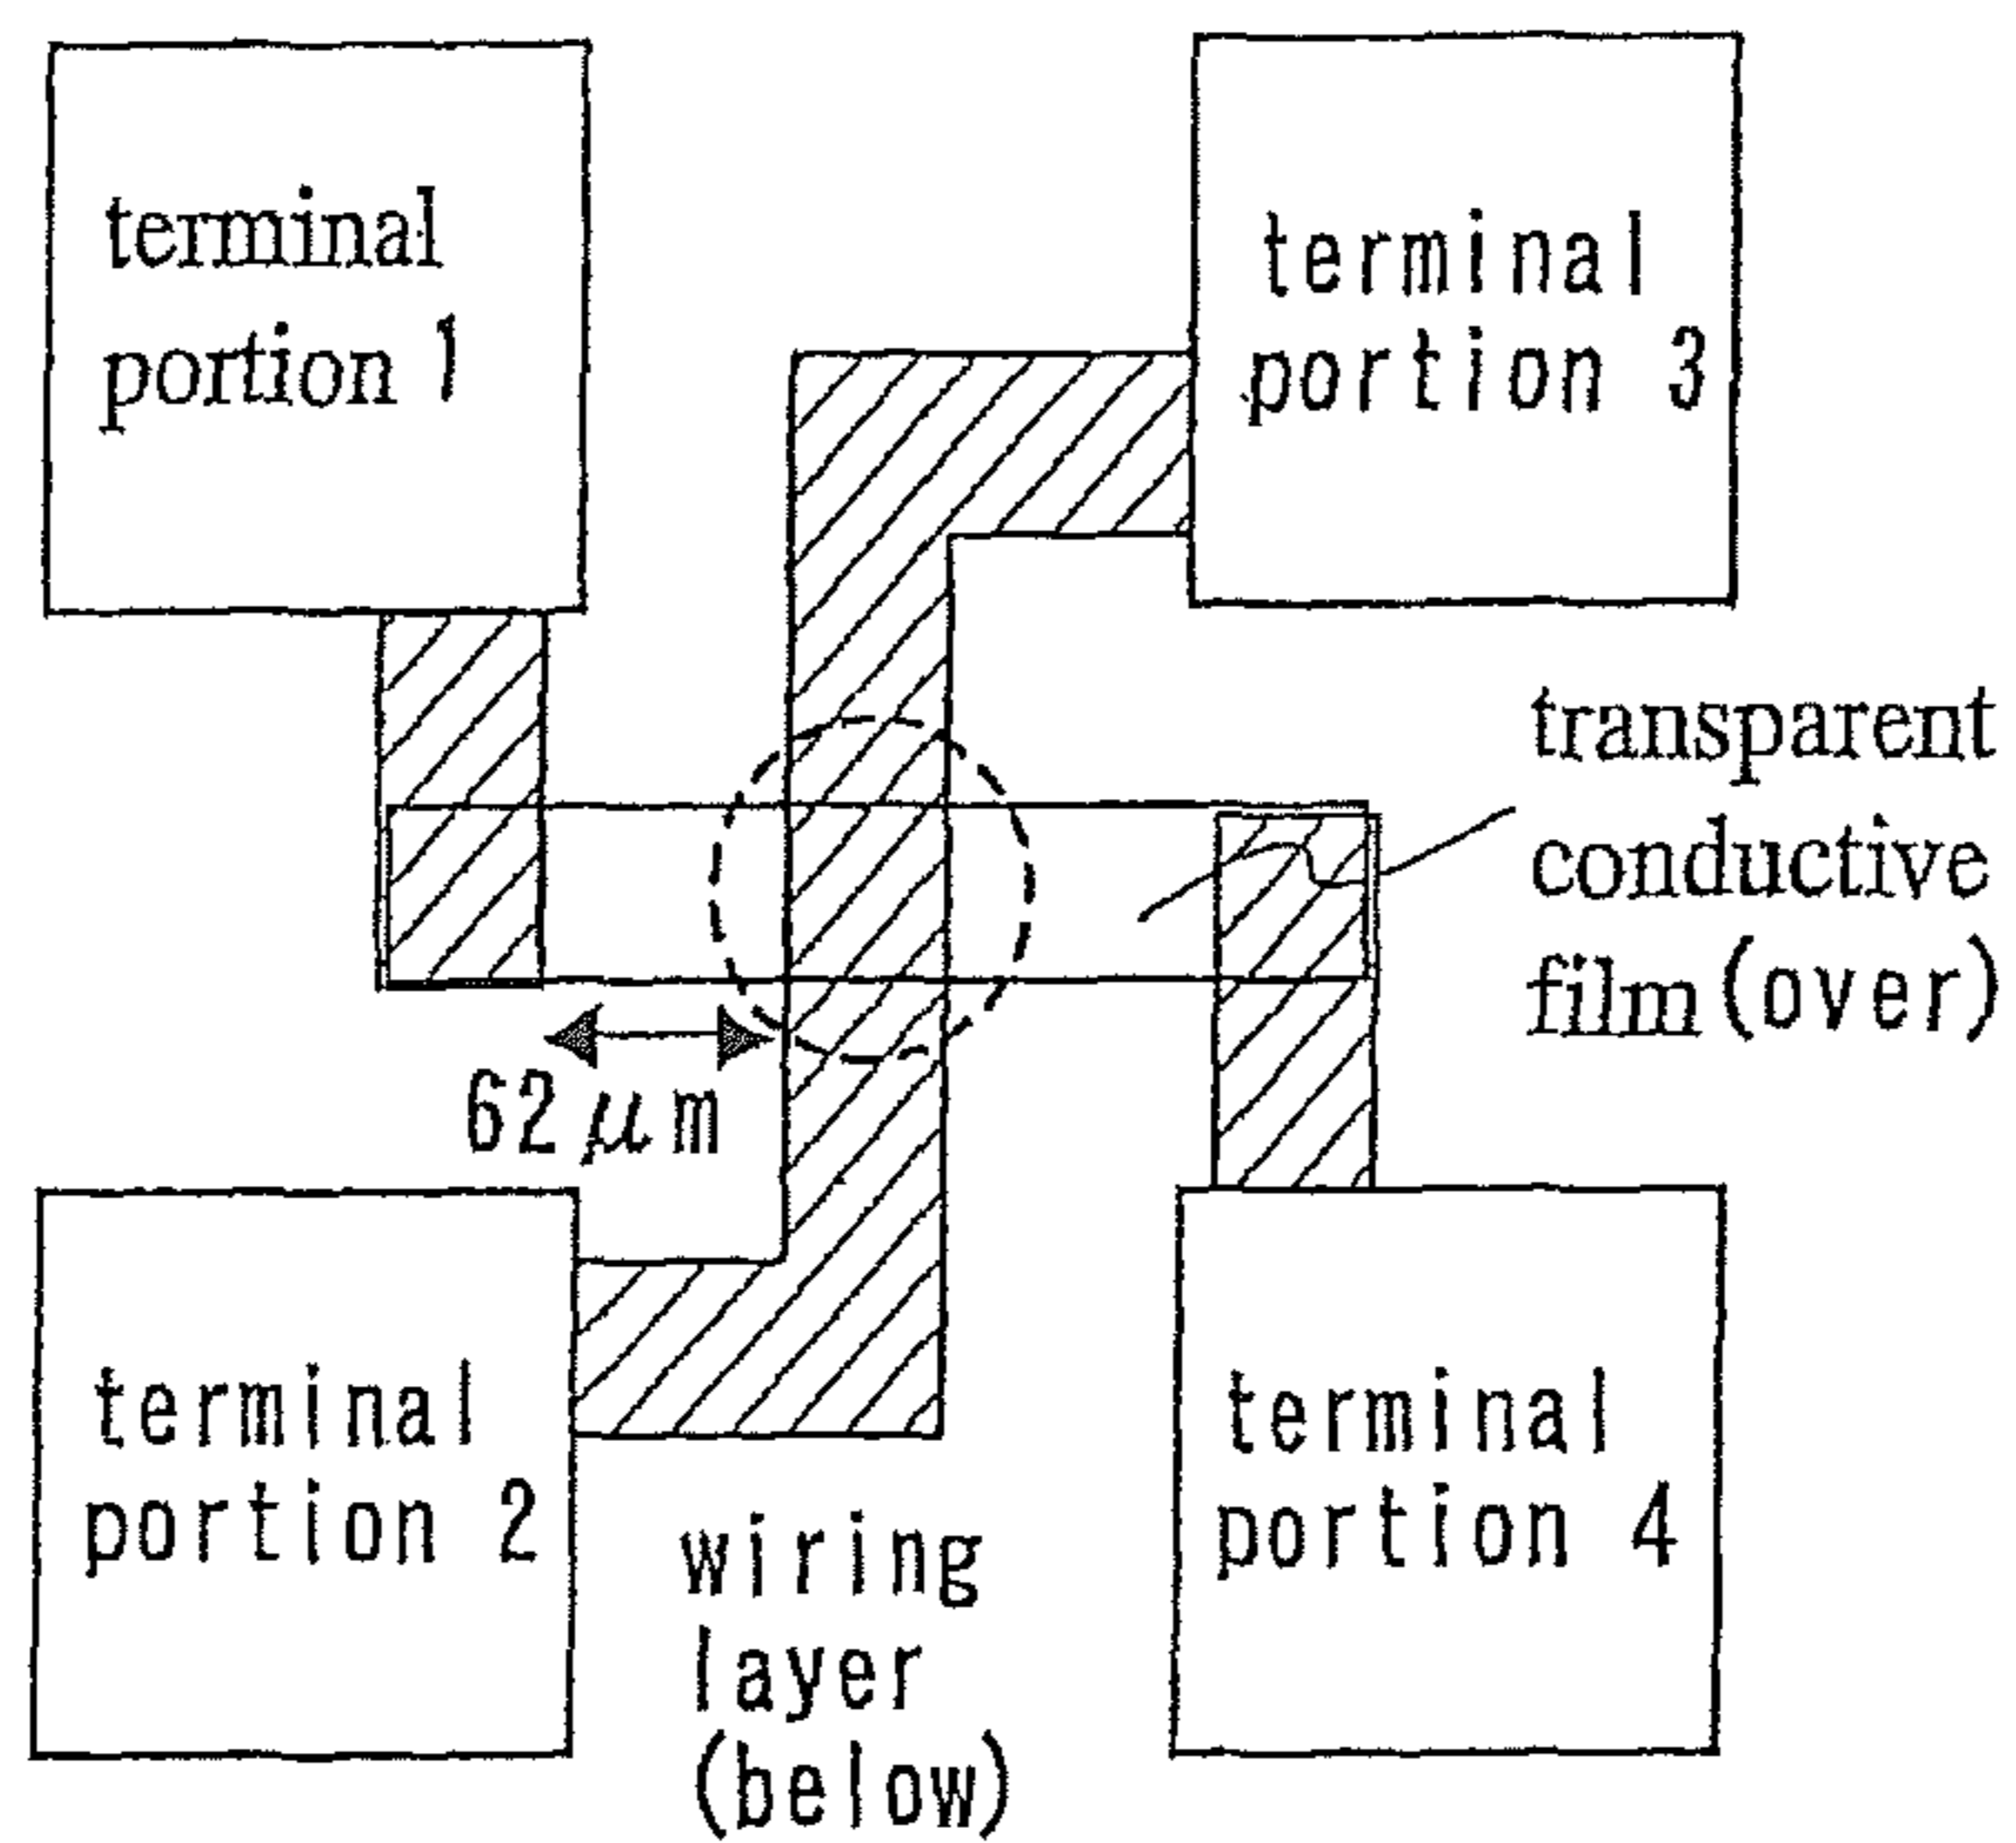 terminal
portion 1
terminal
portion 3
transparent
conductive
film (over)
62μm
terminal
portion 2
wiring
layer
(below)
terminal
portion 4